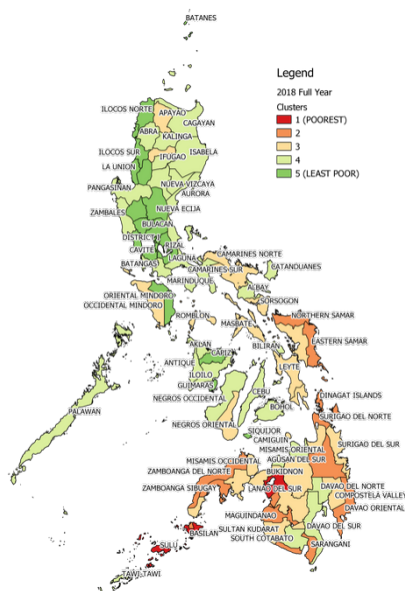 BATANES
Legend
2018 Full Year
Clusters
1 (POOREST)
2
3
4
5 (LEAST POOR)
ILOCOS NORTE
APAYAO
CAGAYAN
ABRA
KALINGA
ILOCOS SUR
IFUGAO
ISABELA
LA UNION
PANGASINAN
NUEVA VIZCAYA
AURORA
ZAMBALES
NUEVA ECIJA
BULACAN
DISTRICT
RIZAL
CAVITE
LAGUNA
BATANGAS
CAMARINES NORTE
CATANDUANES
CAMARINES SUR
MARINDUQUE
ALBAY
ORIENTAL MINDORO
OCCIDENTAL MINDORO
SORSOGON
ROMBLON
MASBATE
NORTHERN SAMAR
EASTERN SAMAR
BILIRAN
AKLAN
CAPIZ
ANTIQUE
LEYTE
ILOILO
GUIMARAS
CEBU
NEGROS OCCIDENTAL
BOHOL
DINAGAT ISLANDS
SURIGAO DEL NORTE
PALAWAN
NEGROS ORIENTAL
SIQUIJOR
CAMIGUIN
SURIGAO DEL SUR
MISAMIS ORIENTAL
AGUSAN DEL SUR
MISAMIS OCCIDENTAL
ZAMBOANGA DEL NORTE
BUKIDNON
ZAMBOANGA SIBUGAY
LANAO DEL SUR
DAVAO DEL NORTE
COMPOSTELA VALLEY
DAVAO ORIENTAL
MAGUINDANAO
BASILAN
SULTAN KUDARAT
DAVAO DEL SUR
SOUTH COTABATO
SARANGANI
SULU
TAWI-TAWI